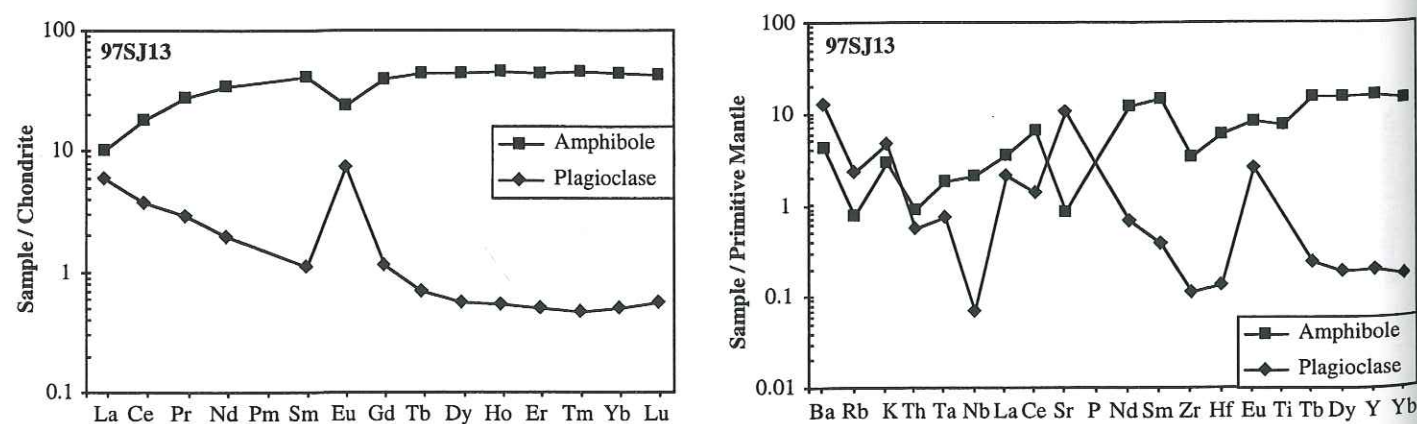 Sample / Chondrite
100
10
1
0.1
97SJ13
Amphibole
Plagioclase
La Ce Pr Nd Pm Sm Eu Gd Tb Dy Ho Er Tm Yb Lu
Sample / Primitive Mantle
100
10
1
0.1
0.01
97SJ13
Amphibole
Plagioclase
Ba Rb K Th Ta Nb La Ce Sr P Nd Sm Zr Hf Eu Ti Tb Dy Y Yb